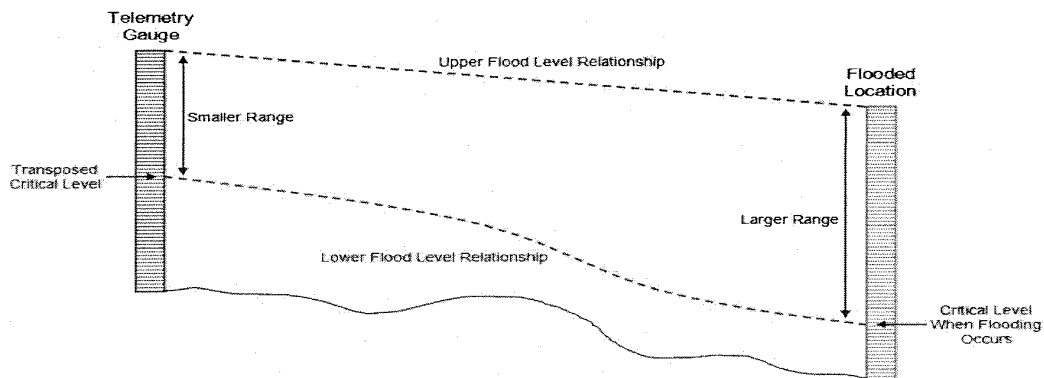 Telemetry
Gauge
Upper Flood Level Relationship
Flooded
Location
Smaller Range
Transposed
Critical Level
Larger Range
Lower Flood Level Relationship
Critical Level
When Flooding
Occurs